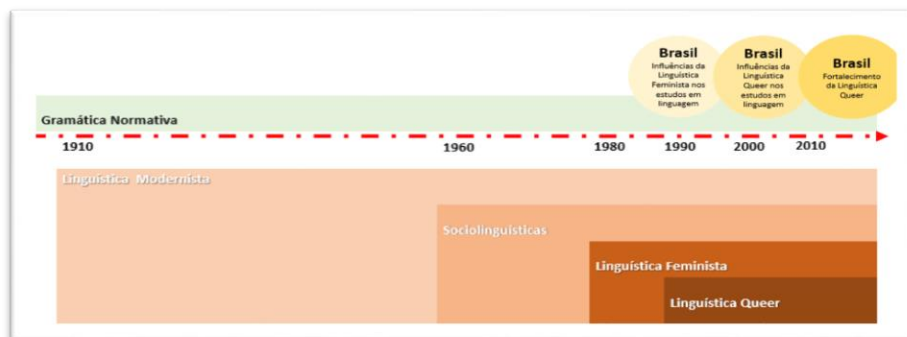 Brasil
Influências da
Linguística
Feminista nos
estudos em
linguagem
Brasil
Influências da
Linguística
Queer nos
estudos em
linguagem
Brasil
Fortalecimento
da Linguística
Queer
Gramática Normativa
1910 1960 1980 1990 2000 2010
Linguística Modernista
Sociolinguísticas
Linguística Feminista
Linguística Queer